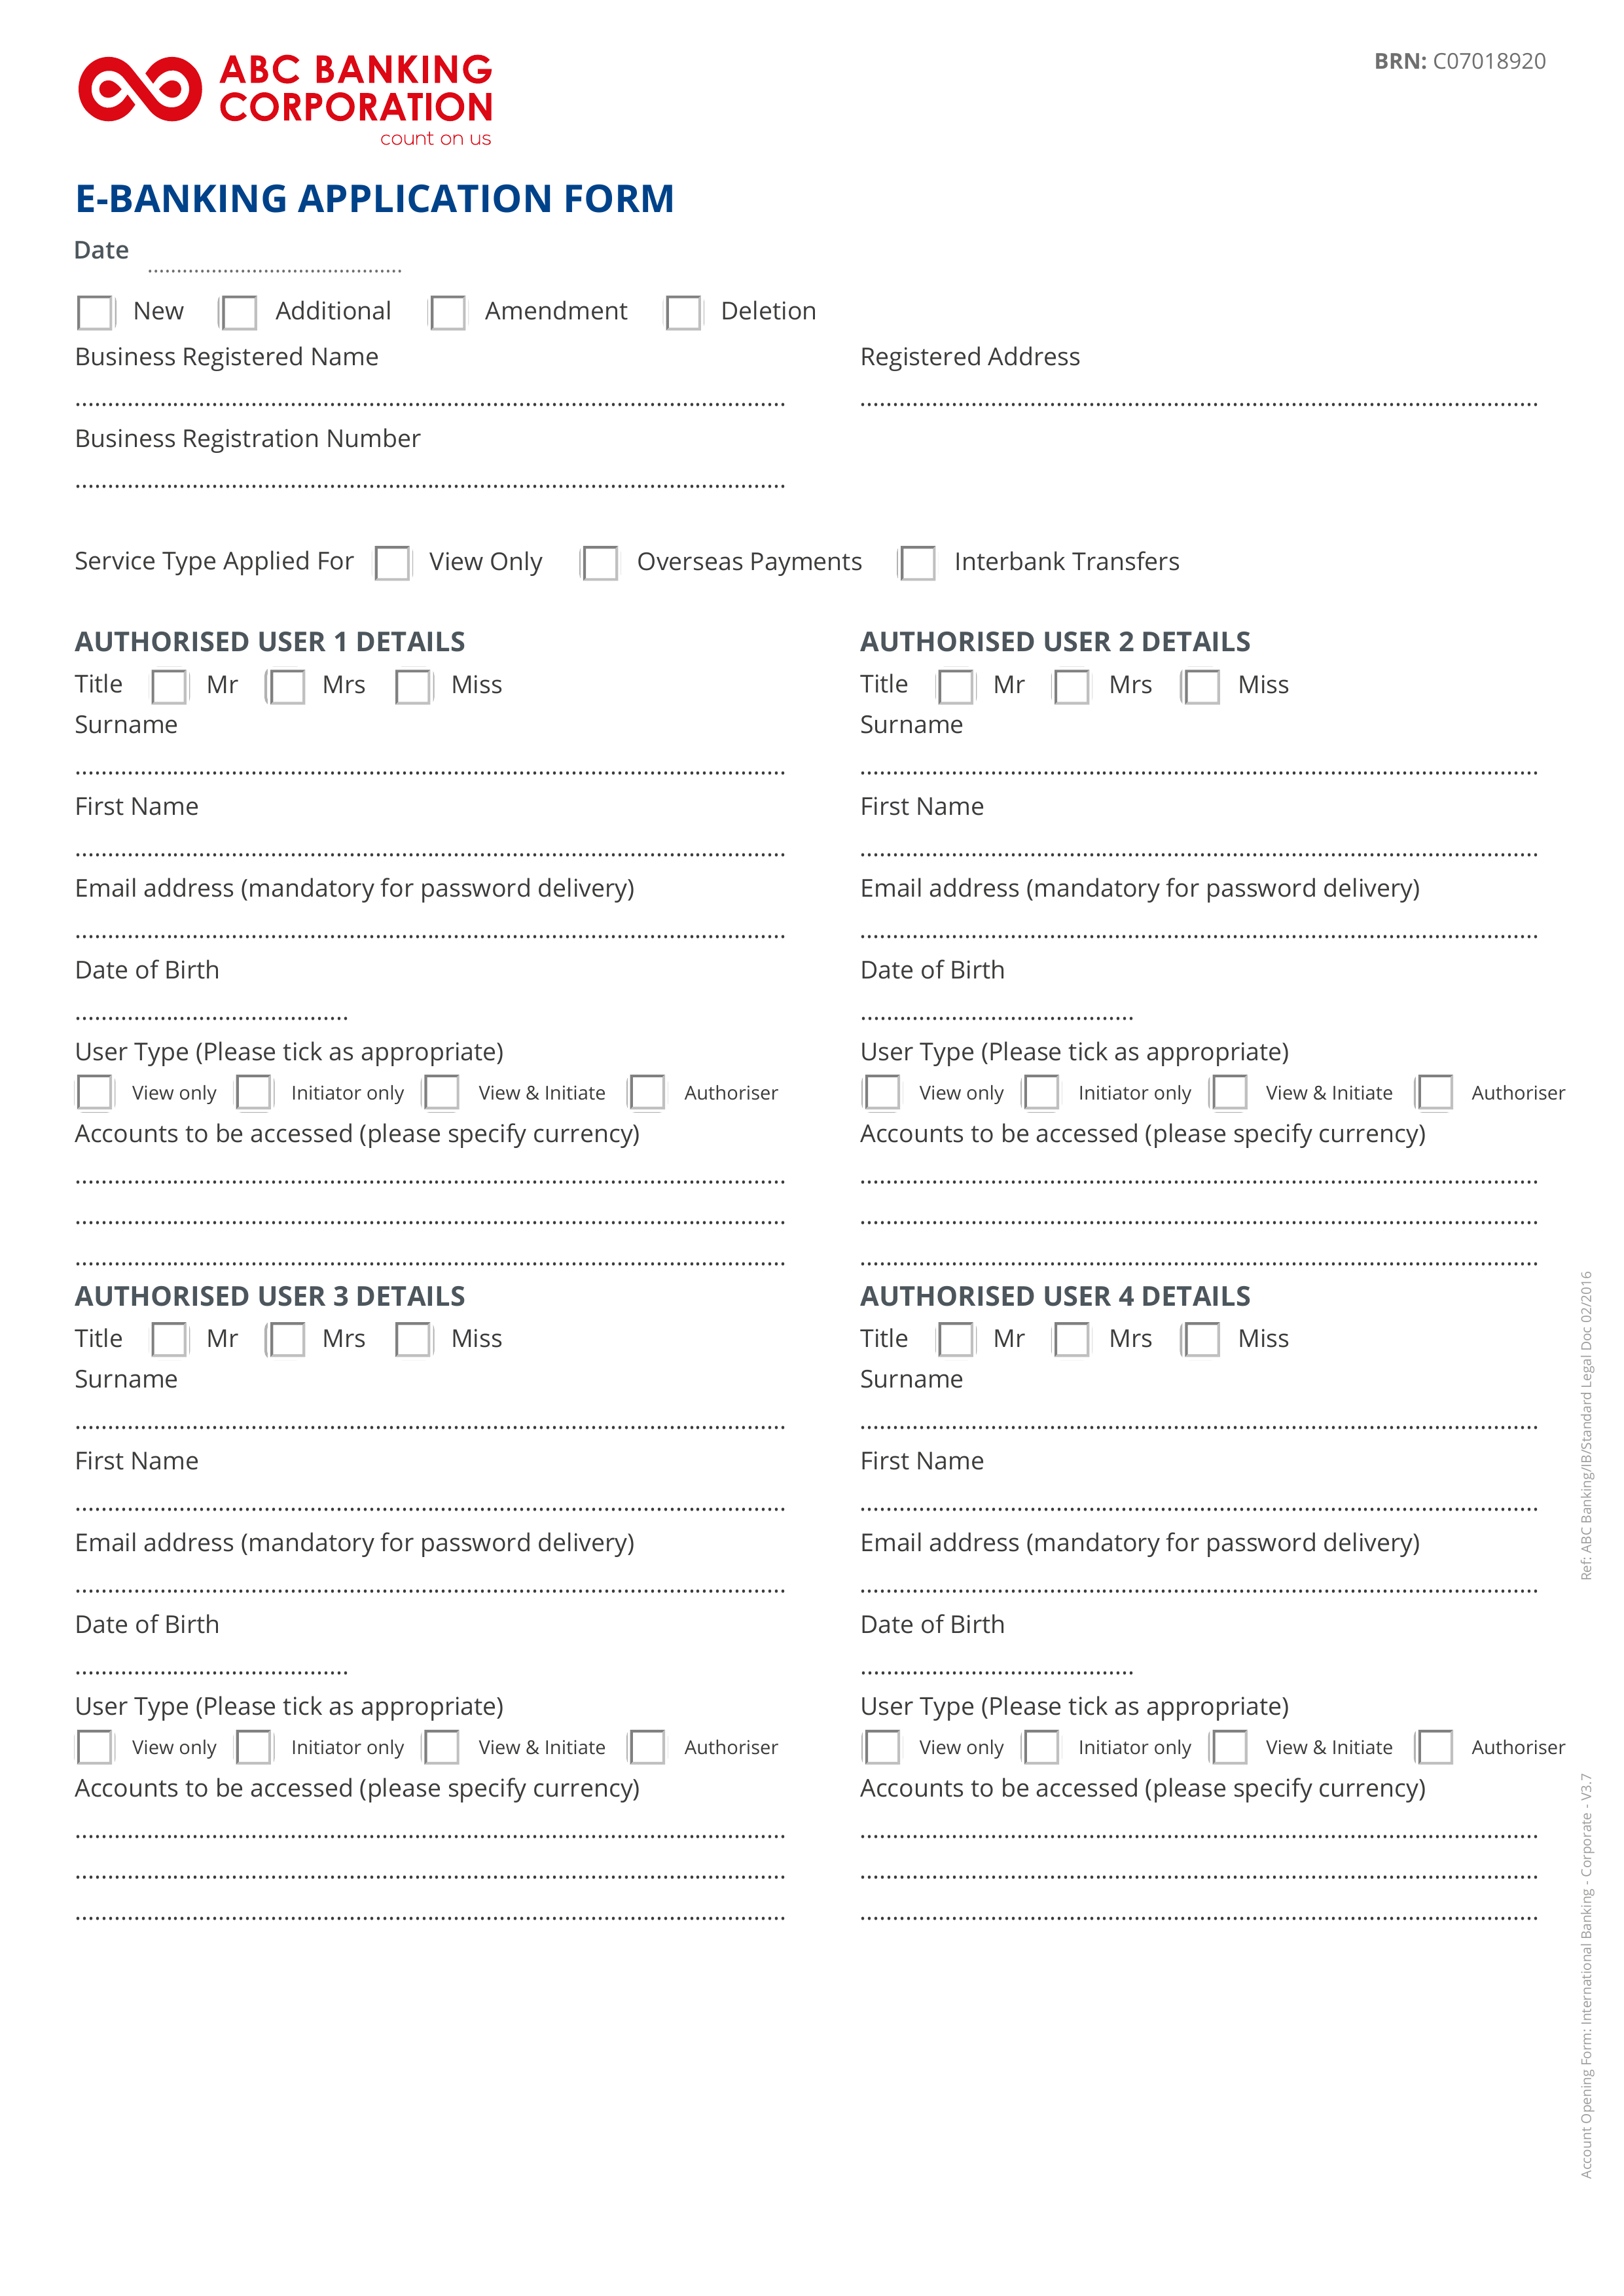 ABC BANKING
CORPORATION
count on us
BRN: C07018920
E-BANKING APPLICATION FORM
Date ............................................
New Additional Amendment Deletion
Business Registered Name
Registered Address
Business Registration Number
Service Type Applied For View Only Overseas Payments Interbank Transfers
AUTHORISED USER 1 DETAILS
Title Mr Mrs Miss
Surname
First Name
Email address (mandatory for password delivery)
Date of Birth
User Type (Please tick as appropriate)
View only Initiator only View & Initiate Authoriser
Accounts to be accessed (please specify currency)
AUTHORISED USER 2 DETAILS
Title Mr Mrs Miss
Surname
First Name
Email address (mandatory for password delivery)
Date of Birth
User Type (Please tick as appropriate)
View only Initiator only View & Initiate Authoriser
Accounts to be accessed (please specify currency)
AUTHORISED USER 3 DETAILS
Title Mr Mrs Miss
Surname
First Name
Email address (mandatory for password delivery)
Date of Birth
User Type (Please tick as appropriate)
View only Initiator only View & Initiate Authoriser
Accounts to be accessed (please specify currency)
AUTHORISED USER 4 DETAILS
Title Mr Mrs Miss
Surname
First Name
Email address (mandatory for password delivery)
Date of Birth
User Type (Please tick as appropriate)
View only Initiator only View & Initiate Authoriser
Accounts to be accessed (please specify currency)
Ref: ABC Banking/IB/Standard Legal Doc 02/2016
Account Opening Form: International Banking - Corporate - V3.7